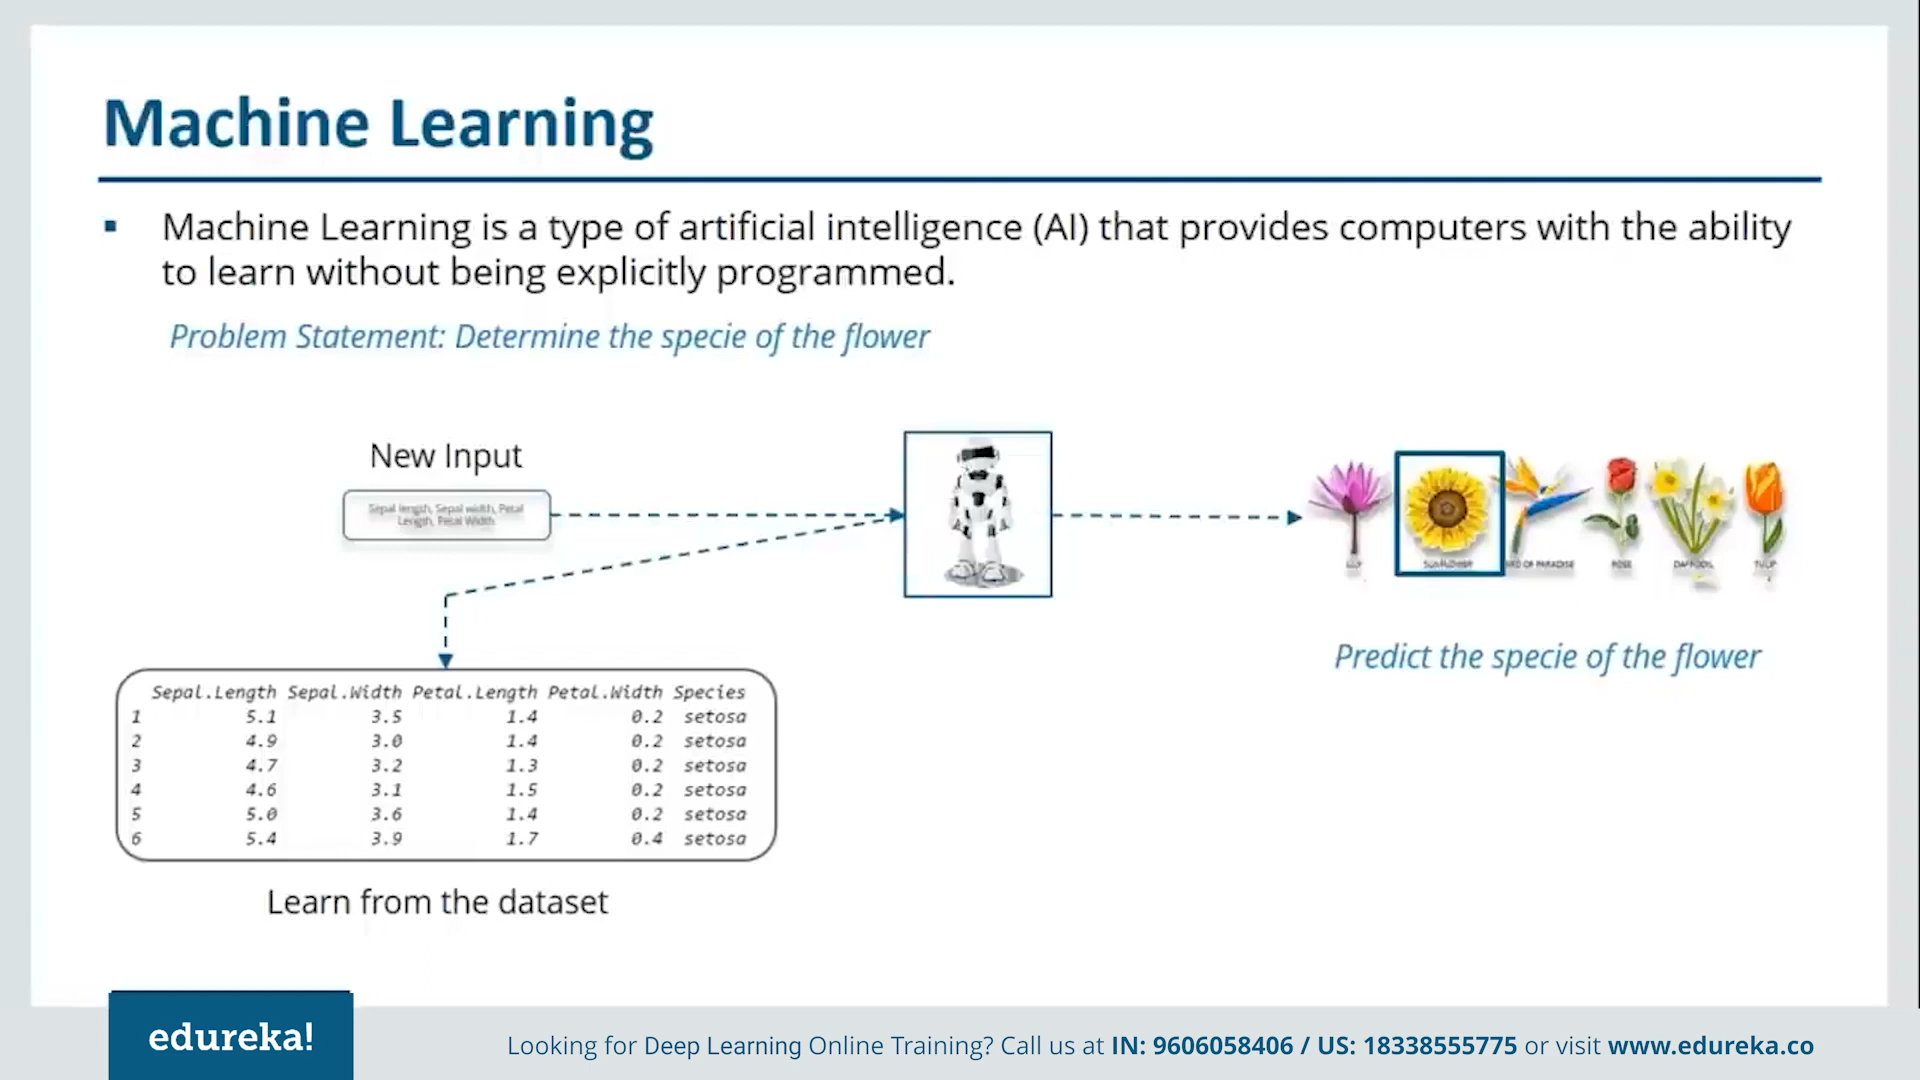 Machine Learning
▪ Machine Learning is a type of artificial intelligence (AI) that provides computers with the ability
to learn without being explicitly programmed.
Problem Statement: Determine the specie of the flower
New Input
Sepal length, Sepal width, Petal
Length, Petal Width
SUNFLOWER OF PARADISE ROSE DAFFODIL TULIP
Predict the specie of the flower
Sepal.Length Sepal.Width Petal.Length Petal.Width Species
1 5.1 3.5 1.4 0.2 setosa
2 4.9 3.0 1.4 0.2 setosa
3 4.7 3.2 1.3 0.2 setosa
4 4.6 3.1 1.5 0.2 setosa
5 5.0 3.6 1.4 0.2 setosa
6 5.4 3.9 1.7 0.4 setosa
Learn from the dataset
edureka!
Looking for Deep Learning Online Training? Call us at IN: 9606058406 / US: 18338555775 or visit www.edureka.co